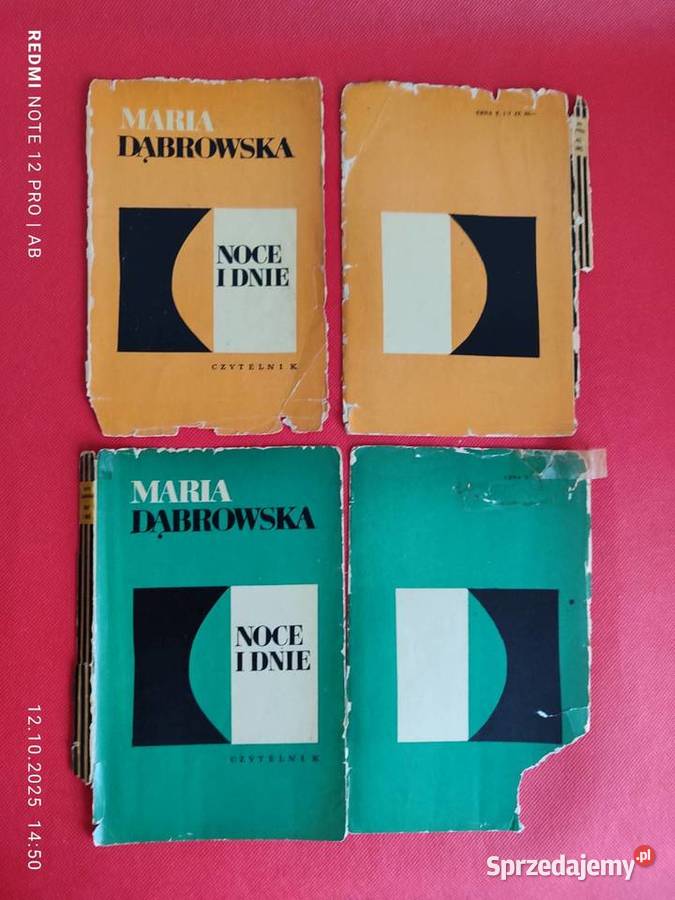 REDMI NOTE 12 PRO | AB
12.10.2025 14:50
MARIA
DĄBROWSKA
NOCE
I DNIE
CZYTELNIK
CENA T.
MARIA
DĄBROWSKA
NOCE
I DNIE
CZYTELNIK
Sprzedajemy.pl